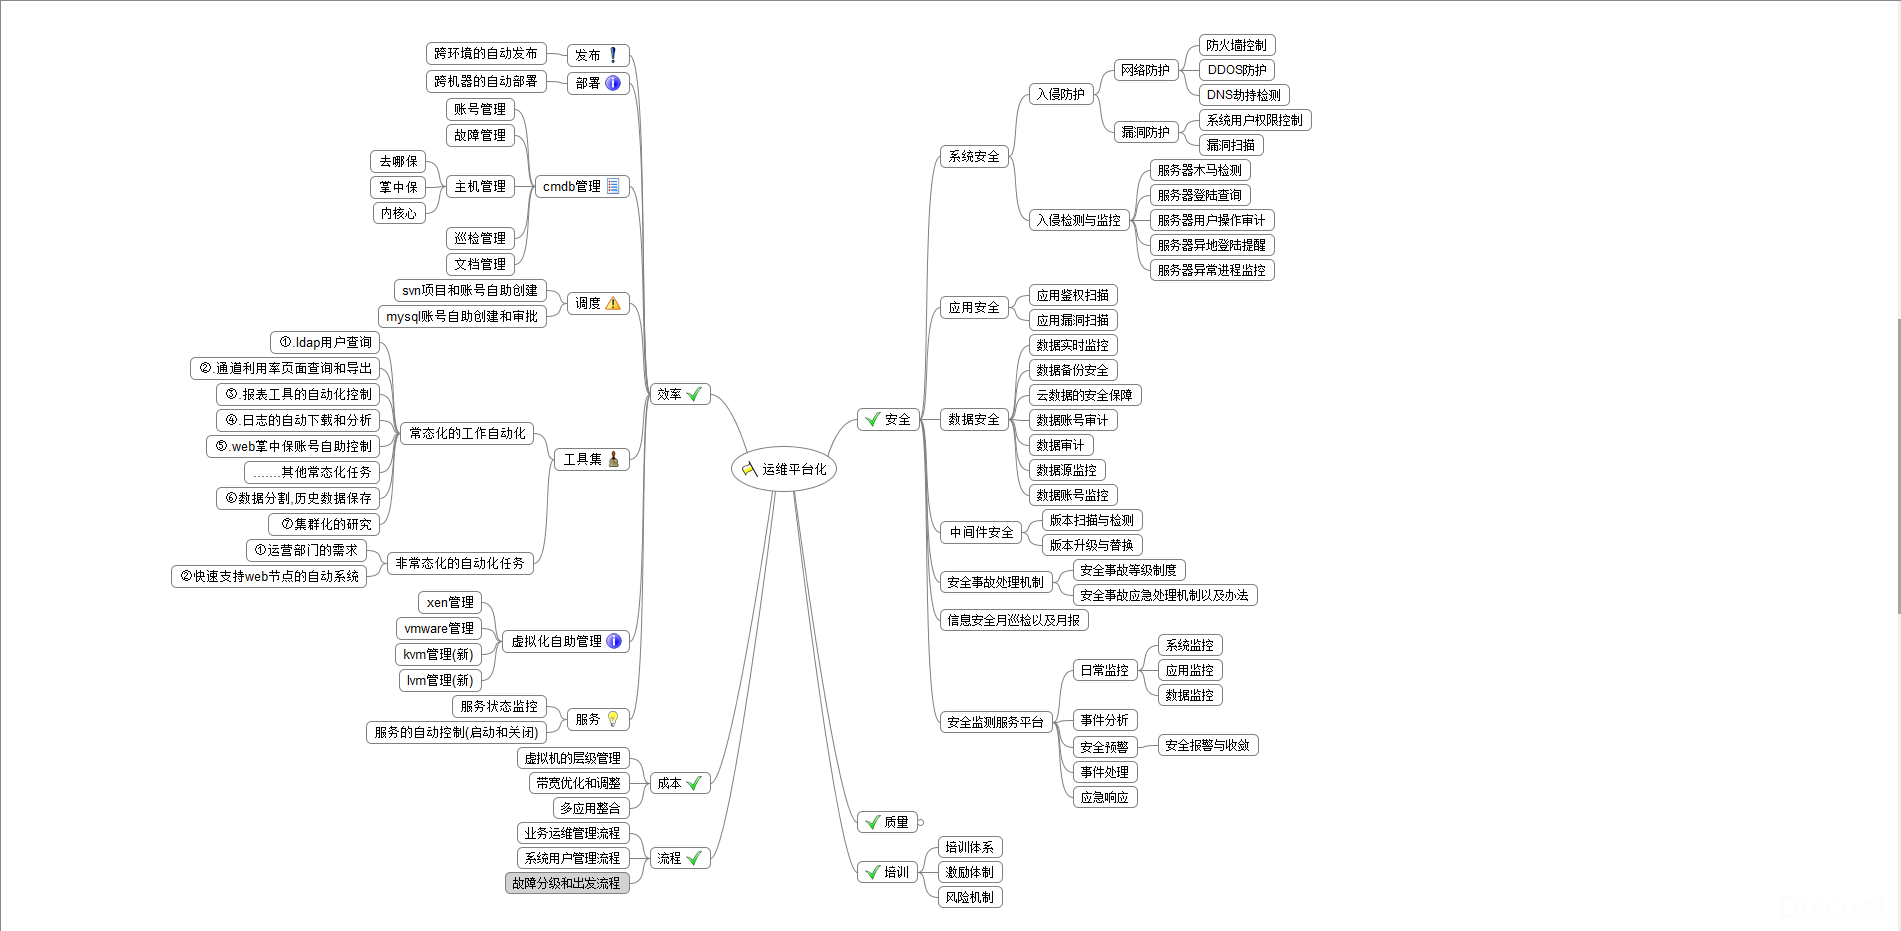 运维平台化
效率
发布
跨环境的自动发布
部署
跨机器的自动部署
cmdb管理
账号管理
故障管理
主机管理
去哪保
掌中保
内核心
巡检管理
文档管理
调度
svn项目和账号自助创建
mysql账号自助创建和审批
工具集
常态化的工作自动化
①.ldap用户查询
②.通道利用率页面查询和导出
③.报表工具的自动化控制
④.日志的自动下载和分析
⑤.web掌中保账号自助控制
.......其他常态化任务
⑥数据分割,历史数据保存
⑦集群化的研究
非常态化的自动化任务
①运营部门的需求
②快速支持web节点的自动系统
虚拟化自助管理
xen管理
vmware管理
kvm管理(新)
lvm管理(新)
服务
服务状态监控
服务的自动控制(启动和关闭)
成本
虚拟机的层级管理
带宽优化和调整
多应用整合
流程
业务运维管理流程
系统用户管理流程
故障分级和出发流程
安全
系统安全
入侵防护
网络防护
防火墙控制
DDOS防护
DNS劫持检测
漏洞防护
系统用户权限控制
漏洞扫描
入侵检测与监控
服务器木马检测
服务器登陆查询
服务器用户操作审计
服务器异地登陆提醒
服务器异常进程监控
应用安全
应用鉴权扫描
应用漏洞扫描
数据安全
数据实时监控
数据备份安全
云数据的安全保障
数据账号审计
数据审计
数据源监控
数据账号监控
中间件安全
版本扫描与检测
版本升级与替换
安全事故处理机制
安全事故等级制度
安全事故应急处理机制以及办法
信息安全月巡检以及月报
安全监测服务平台
日常监控
系统监控
应用监控
数据监控
事件分析
安全预警
安全报警与收敛
事件处理
应急响应
质量
培训
培训体系
激励体制
风险机制